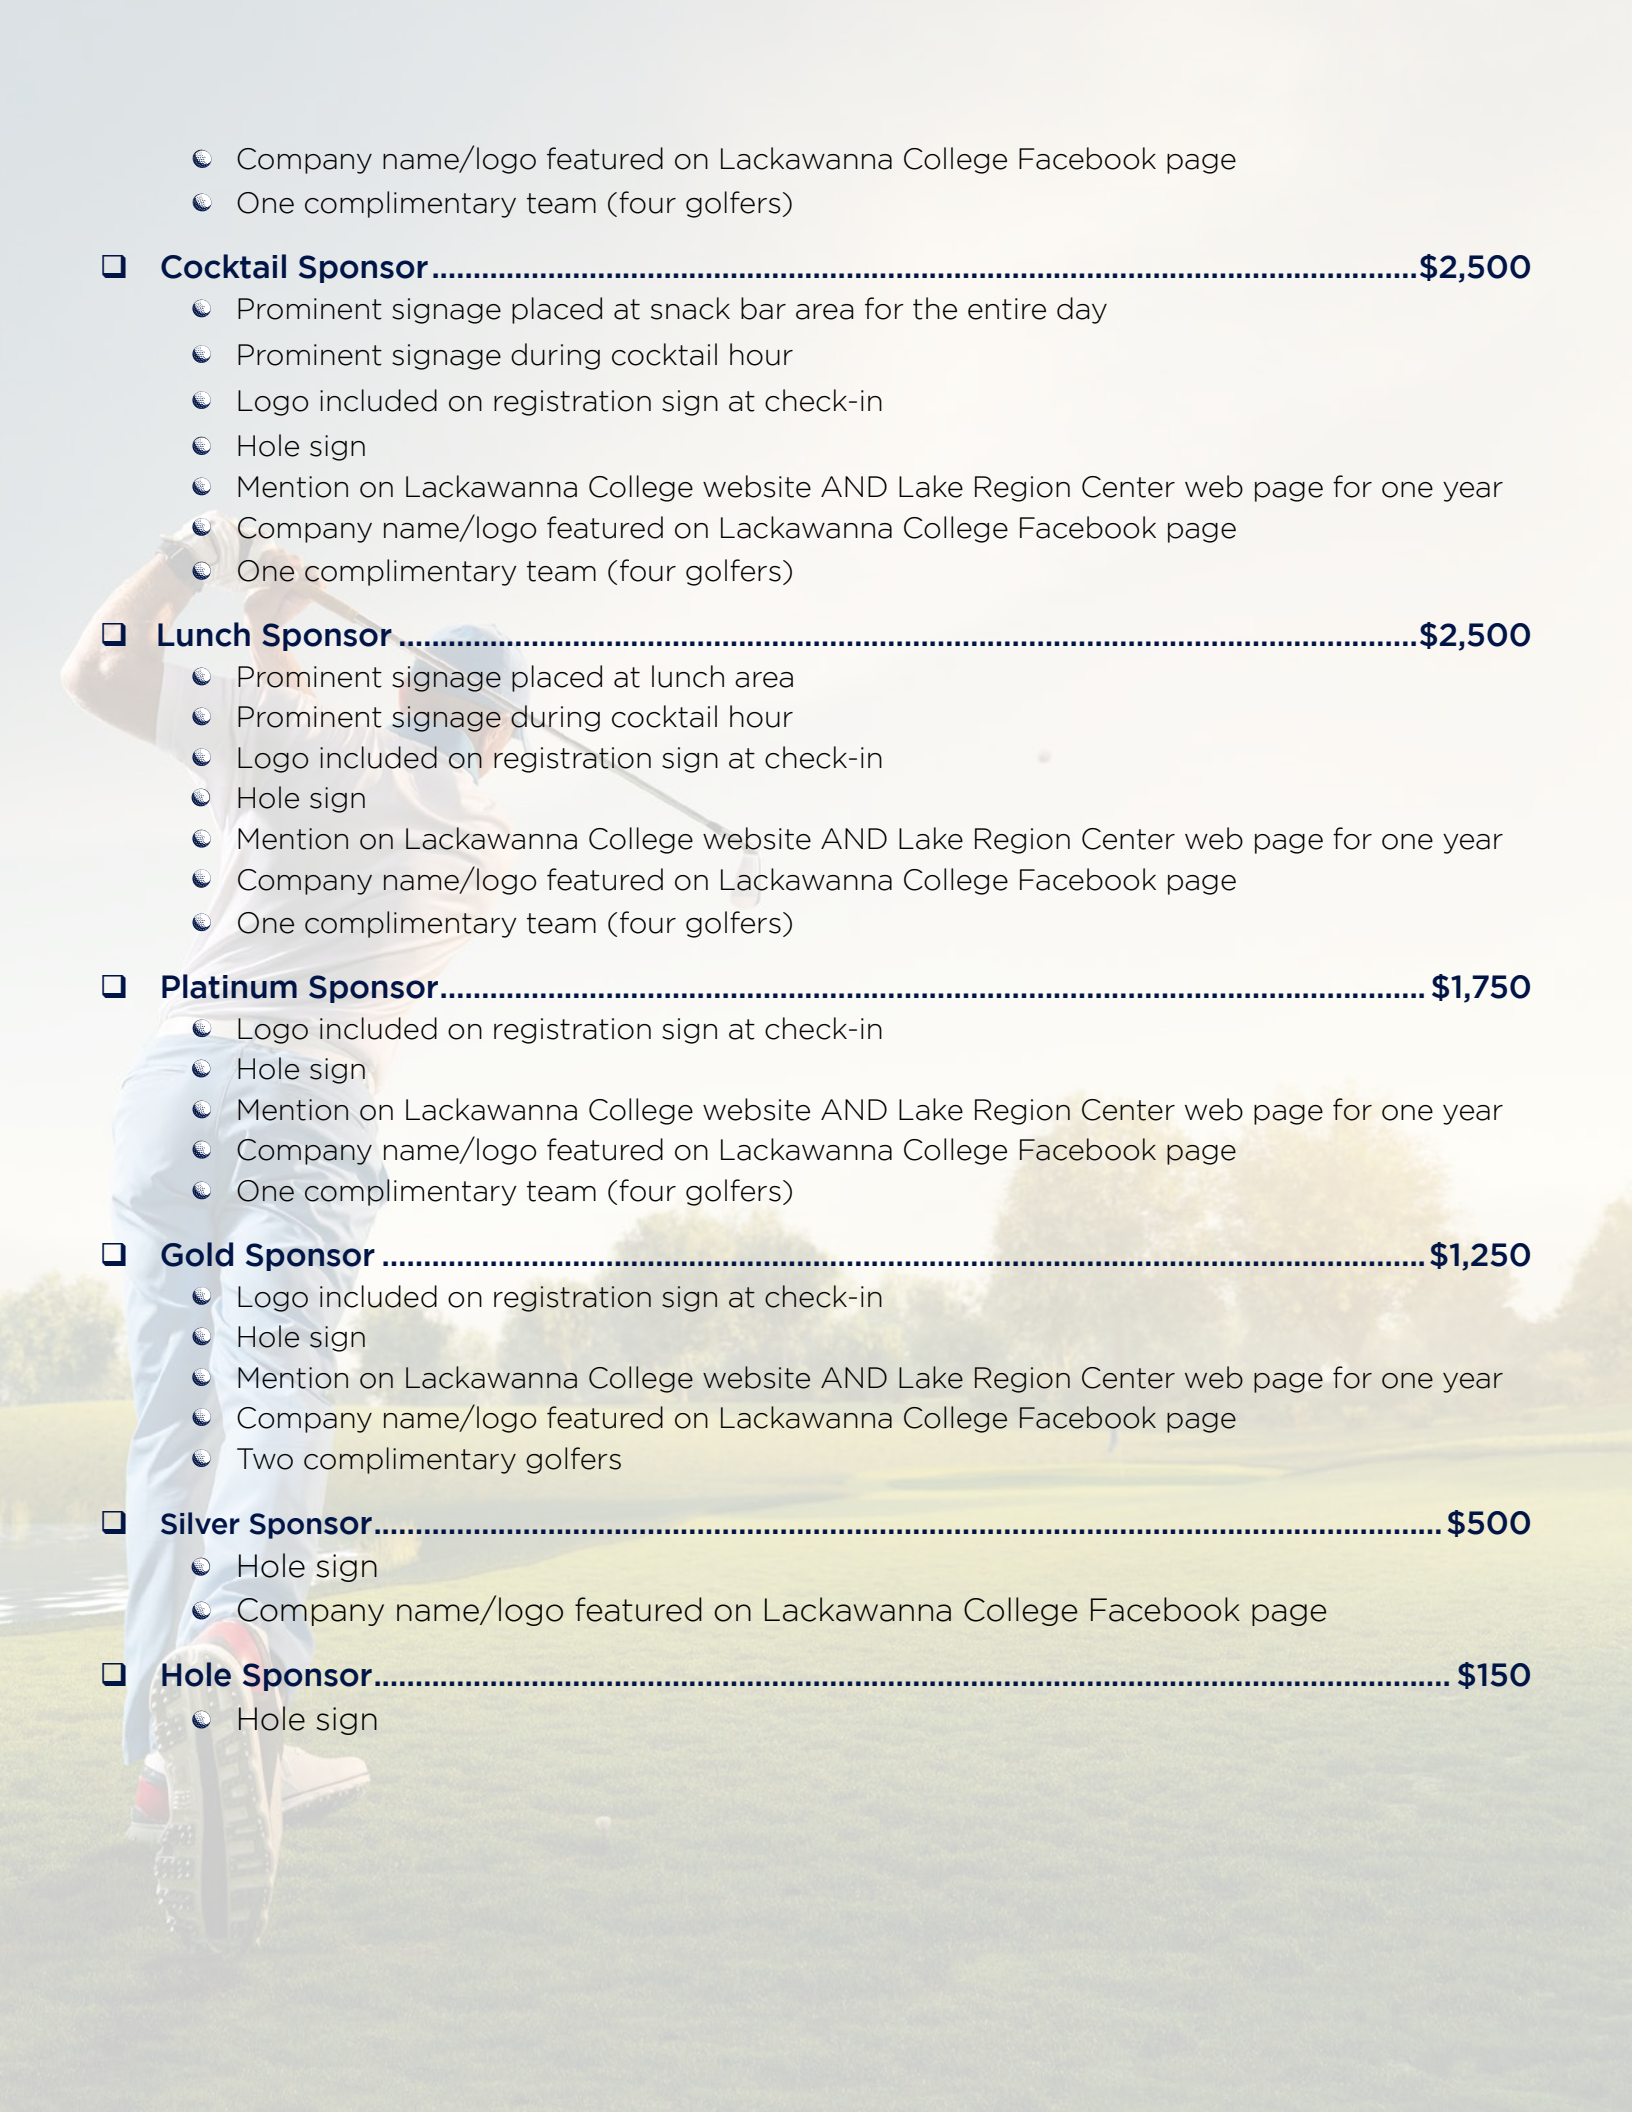 Company name/logo featured on Lackawanna College Facebook page
One complimentary team (four golfers)
❑ Cocktail Sponsor........................................................................................................................$2,500
Prominent signage placed at snack bar area for the entire day
Prominent signage during cocktail hour
Logo included on registration sign at check-in
Hole sign
Mention on Lackawanna College website AND Lake Region Center web page for one year
Company name/logo featured on Lackawanna College Facebook page
One complimentary team (four golfers)
❑ Lunch Sponsor ............................................................................................................................$2,500
Prominent signage placed at lunch area
Prominent signage during cocktail hour
Logo included on registration sign at check-in
Hole sign
Mention on Lackawanna College website AND Lake Region Center web page for one year
Company name/logo featured on Lackawanna College Facebook page
One complimentary team (four golfers)
❑ Platinum Sponsor........................................................................................................................ $1,750
Logo included on registration sign at check-in
Hole sign
Mention on Lackawanna College website AND Lake Region Center web page for one year
Company name/logo featured on Lackawanna College Facebook page
One complimentary team (four golfers)
❑ Gold Sponsor ............................................................................................................................... $1,250
Logo included on registration sign at check-in
Hole sign
Mention on Lackawanna College website AND Lake Region Center web page for one year
Company name/logo featured on Lackawanna College Facebook page
Two complimentary golfers
❑ Silver Sponsor.................................................................................................................................. $500
Hole sign
Company name/logo featured on Lackawanna College Facebook page
❑ Hole Sponsor................................................................................................................................... $150
Hole sign